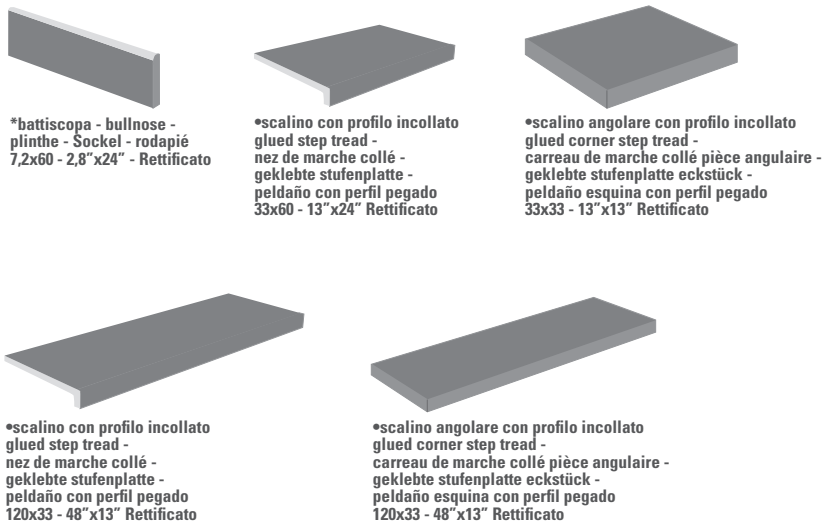 *battiscopa - bullnose -
plinthe - Sockel - rodapié
7,2x60 - 2,8”x24” - Rettificato
•scalino con profilo incollato
glued step tread -
nez de marche collé -
geklebte stufenplatte -
peldaño con perfil pegado
33x60 - 13”x24” Rettificato
•scalino angolare con profilo incollato
glued corner step tread -
carreau de marche collé pièce angulaire -
geklebte stufenplatte eckstück -
peldaño esquina con perfil pegado
33x33 - 13”x13” Rettificato
•scalino con profilo incollato
glued step tread -
nez de marche collé -
geklebte stufenplatte -
peldaño con perfil pegado
120x33 - 48”x13” Rettificato
•scalino angolare con profilo incollato
glued corner step tread -
carreau de marche collé pièce angulaire -
geklebte stufenplatte eckstück -
peldaño esquina con perfil pegado
120x33 - 48”x13” Rettificato